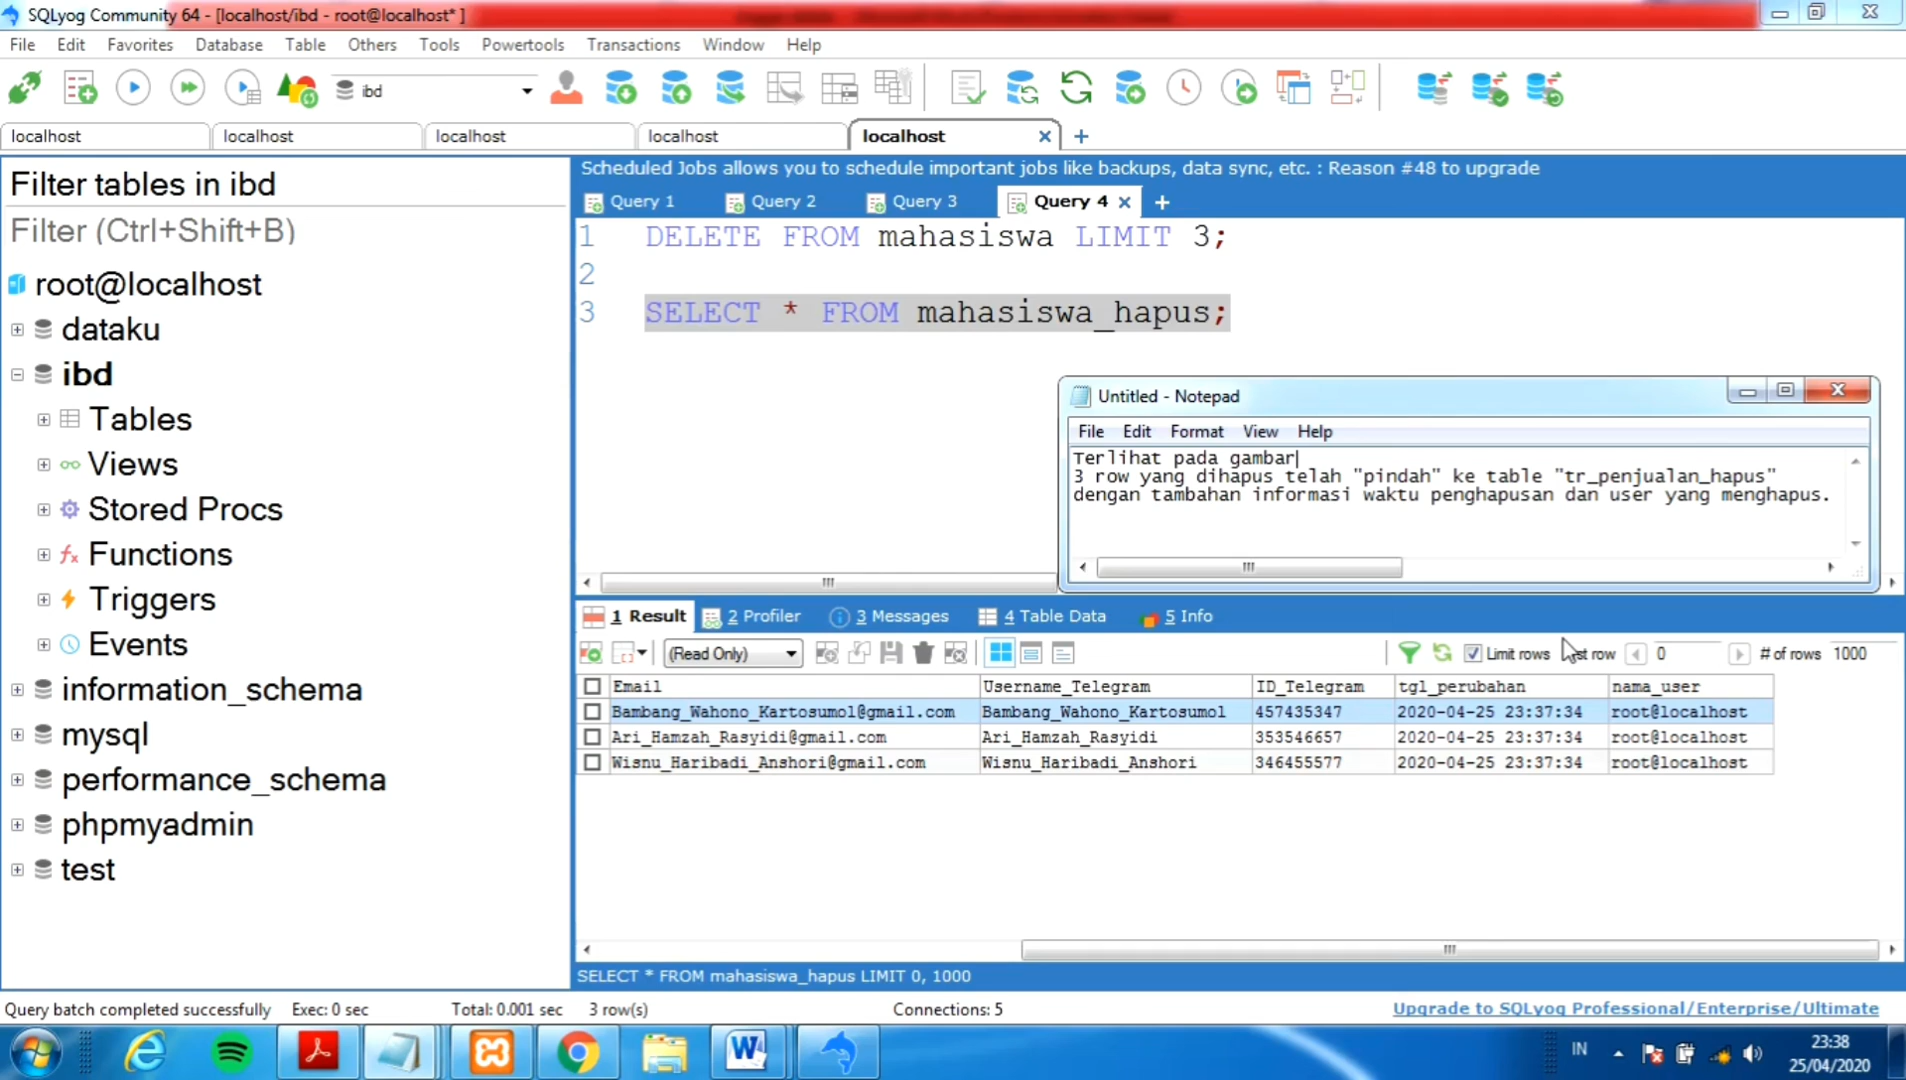 SQLyog Community 64 - [localhost/ibd - root@localhost* ]
File Edit Favorites Database Table Others Tools Powertools Transactions Window Help
ibd
localhost localhost localhost localhost localhost
Filter tables in ibd
Filter (Ctrl+Shift+B)
root@localhost
dataku
ibd
Tables
Views
Stored Procs
Functions
Triggers
Events
information_schema
mysql
performance_schema
phpmyadmin
test
Scheduled Jobs allows you to schedule important jobs like backups, data sync, etc. : Reason #48 to upgrade
Query 1 Query 2 Query 3 Query 4
1 DELETE FROM mahasiswa LIMIT 3;
2
3 SELECT * FROM mahasiswa_hapus;
Untitled - Notepad
File Edit Format View Help
Terlihat pada gambar
3 row yang dihapus telah "pindah" ke table "tr_penjualan_hapus"
dengan tambahan informasi waktu penghapusan dan user yang menghapus.
1 Result 2 Profiler 3 Messages 4 Table Data 5 Info
(Read Only) Limit rows row 0 # of rows 1000
Email Username_Telegram ID_Telegram tgl_perubahan nama_user
Bambang_Wahono_Kartosumol@gmail.com Bambang_Wahono_Kartosumol 457435347 2020-04-25 23:37:34 root@localhost
Ari_Hamzah_Rasyidi@gmail.com Ari_Hamzah_Rasyidi 353546657 2020-04-25 23:37:34 root@localhost
Wisnu_Haribadi_Anshori@gmail.com Wisnu_Haribadi_Anshori 346455577 2020-04-25 23:37:34 root@localhost
SELECT * FROM mahasiswa_hapus LIMIT 0, 1000
Query batch completed successfully Exec: 0 sec Total: 0.001 sec 3 row(s) Connections: 5 Upgrade to SQLyog Professional/Enterprise/Ultimate
IN
23:38
25/04/2020